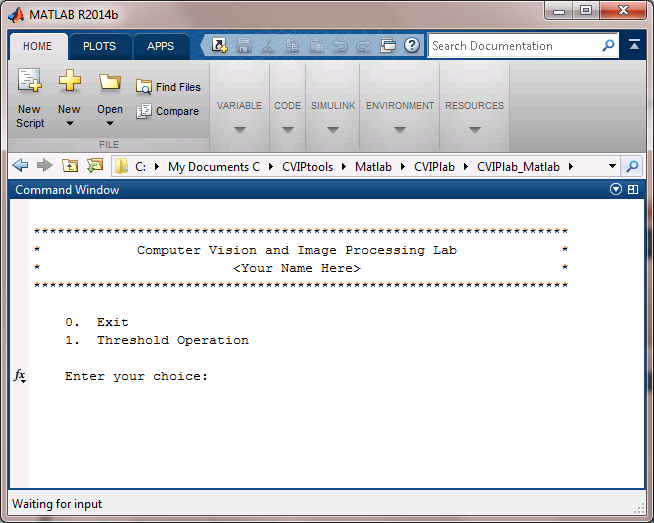 MATLAB R2014b
HOME PLOTS APPS Search Documentation
New Script New Open Find Files Compare
VARIABLE CODE SIMULINK ENVIRONMENT RESOURCES
FILE
C: My Documents C CVIPtools Matlab CVIPlab CVIPlab_Matlab
Command Window
*******************************************************************
* Computer Vision and Image Processing Lab *
* <Your Name Here> *
*******************************************************************
0. Exit
1. Threshold Operation
fx Enter your choice:
Waiting for input